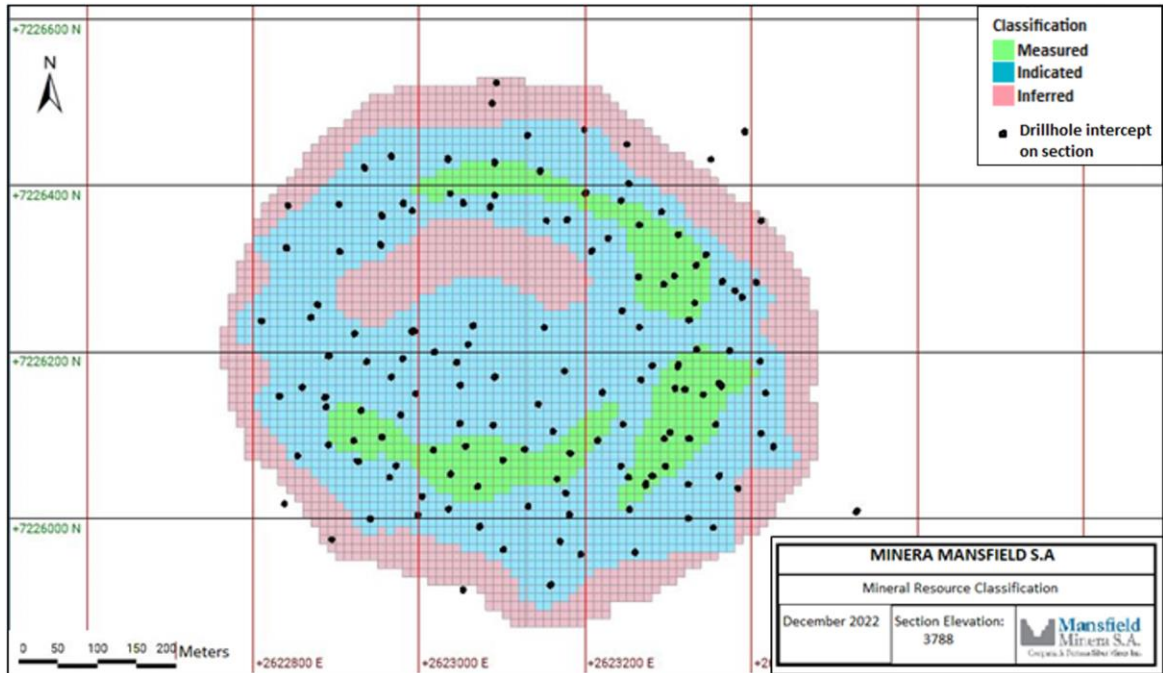 +7226600 N
Classification
Measured
Indicated
Inferred
Drillhole intercept
on section
N
+7226400 N
+7226200 N
+7226000 N
MINERA MANSFIELD S.A
Mineral Resource Classification
December 2022
Section Elevation:
3788
Mansfield
Minera S.A.
0 50 100 150 200 Meters
+2622800 E
+2623000 E
+2623200 E